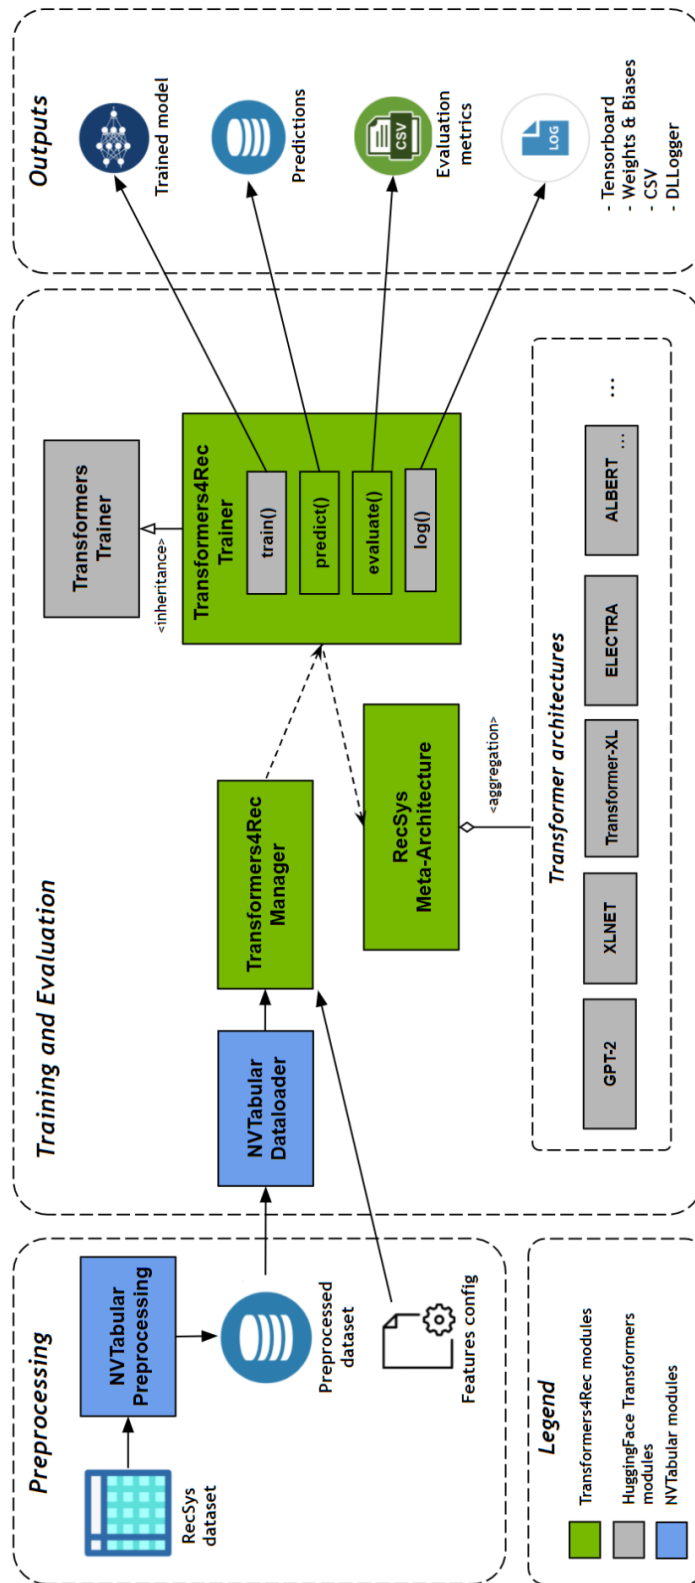 Preprocessing
RecSys
dataset
NVTabular
Preprocessing
Preprocessed
dataset
Features config
Legend
Transformers4Rec modules
HuggingFace Transformers
modules
NVTabular modules
Training and Evaluation
NVTabular
Dataloader
Transformers4Rec
Manager
RecSys
Meta-Architecture
<aggregation>
Transformers
Trainer
<inheritance>
Transformers4Rec
Trainer
train()
predict()
evaluate()
log()
Transformer architectures
GPT-2
XLNET
Transformer-XL
ELECTRA
ALBERT
...
...
Outputs
Trained model
Predictions
CSV
Evaluation
metrics
LOG
- Tensorboard
- Weights & Biases
- CSV
- DLLogger